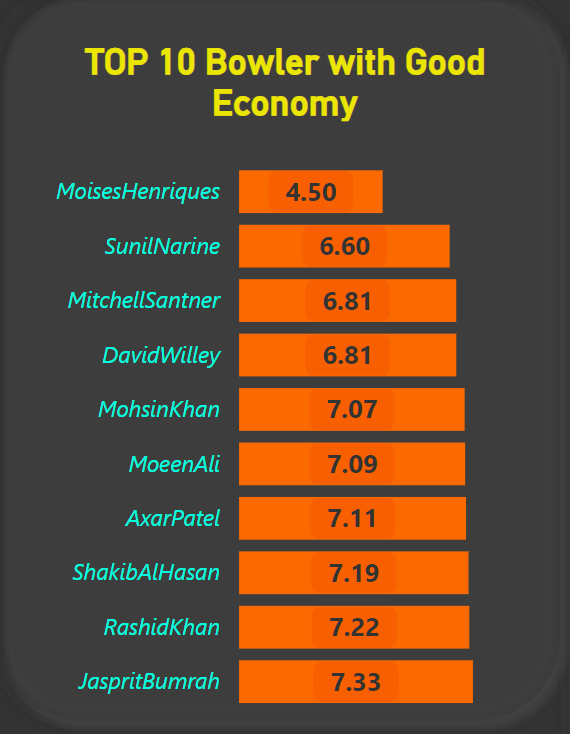 TOP 10 Bowler with Good
Economy
MoisesHenriques 4.50
SunilNarine 6.60
MitchellSantner 6.81
DavidWilley 6.81
MohsinKhan 7.07
MoeenAli 7.09
AxarPatel 7.11
ShakibAlHasan 7.19
RashidKhan 7.22
JaspritBumrah 7.33